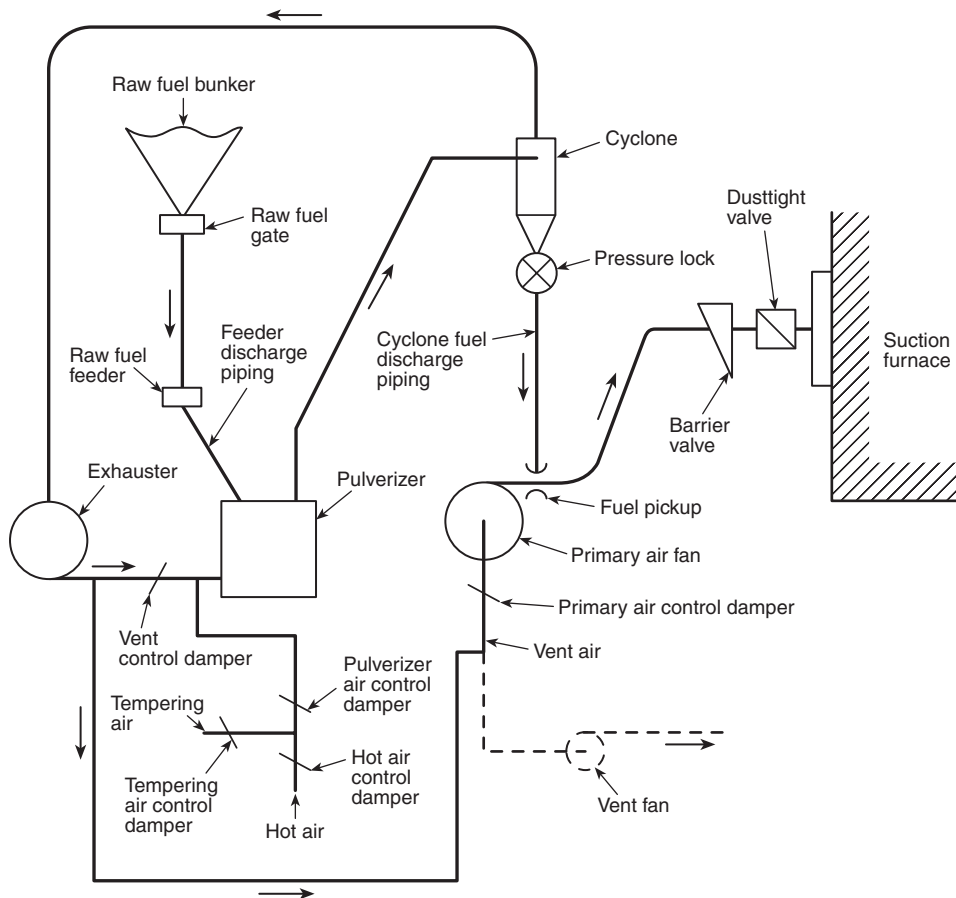 Raw fuel bunker
Cyclone
Dusttight
valve
Raw fuel
gate
Pressure lock
Suction
furnace
Cyclone fuel
discharge
piping
Feeder
discharge
piping
Raw fuel
feeder
Barrier
valve
Exhauster
Pulverizer
Fuel pickup
Primary air fan
Primary air control damper
Vent
control damper
Vent air
Pulverizer
air control
damper
Tempering
air
Hot air
control
damper
Tempering
air control
damper
Hot air
Vent fan